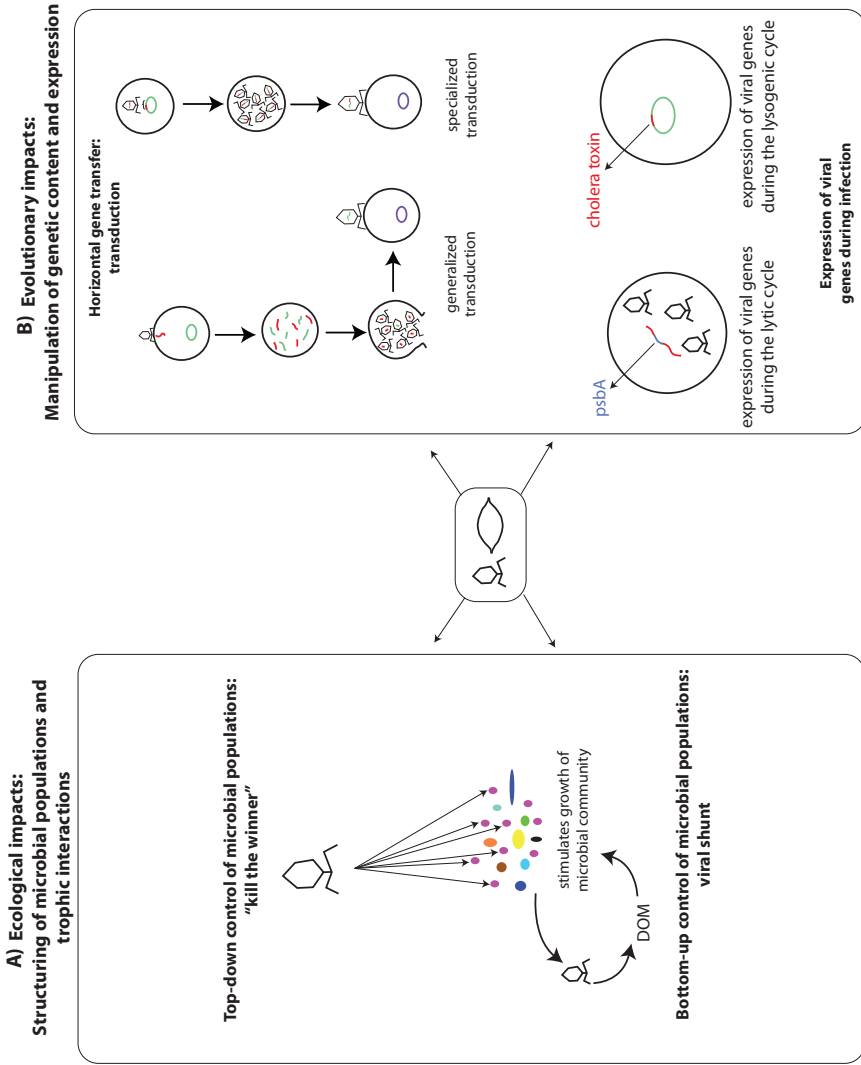 A) Ecological impacts:
Structuring of microbial populations and
trophic interactions
Top-down control of microbial populations:
“kill the winner”
stimulates growth of
microbial community
DOM
Bottom-up control of microbial populations:
viral shunt
B) Evolutionary impacts:
Manipulation of genetic content and expression
Horizontal gene transfer:
transduction
generalized
transduction
specialized
transduction
psbA
cholera toxin
expression of viral genes
during the lytic cycle
expression of viral genes
during the lysogenic cycle
Expression of viral
genes during infection